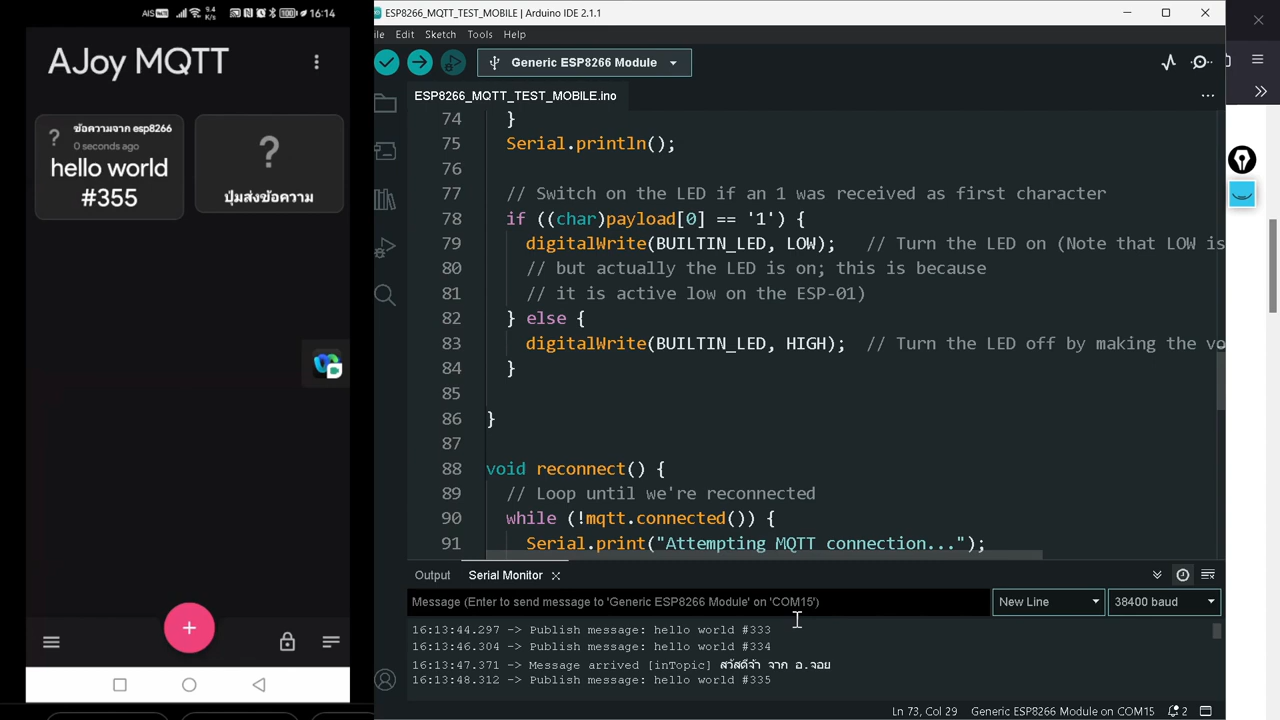 AIS 9.4 K/s 100 16:14
AJoy MQTT
ข้อความจาก esp8266
0 seconds ago
hello world
#355
?
ปุ่มส่งข้อความ
ESP8266_MQTT_TEST_MOBILE | Arduino IDE 2.1.1
ile Edit Sketch Tools Help
Generic ESP8266 Module
ESP8266_MQTT_TEST_MOBILE.ino
74 }
75 Serial.println();
76
77 // Switch on the LED if an 1 was received as first character
78 if ((char)payload[0] == '1') {
79 digitalWrite(BUILTIN_LED, LOW); // Turn the LED on (Note that LOW is
80 // but actually the LED is on; this is because
81 // it is active low on the ESP-01)
82 } else {
83 digitalWrite(BUILTIN_LED, HIGH); // Turn the LED off by making the vo
84 }
85
86 }
87
88 void reconnect() {
89 // Loop until we're reconnected
90 while (!mqtt.connected()) {
91 Serial.print("Attempting MQTT connection...");
Output Serial Monitor
Message (Enter to send message to 'Generic ESP8266 Module' on 'COM15')
New Line 38400 baud
16:13:44.297 -> Publish message: hello world #333
16:13:46.304 -> Publish message: hello world #334
16:13:47.371 -> Message arrived [inTopic] สวัสดีจ้า จาก อ.จอย
16:13:48.312 -> Publish message: hello world #335
Ln 73, Col 29 Generic ESP8266 Module on COM15 2